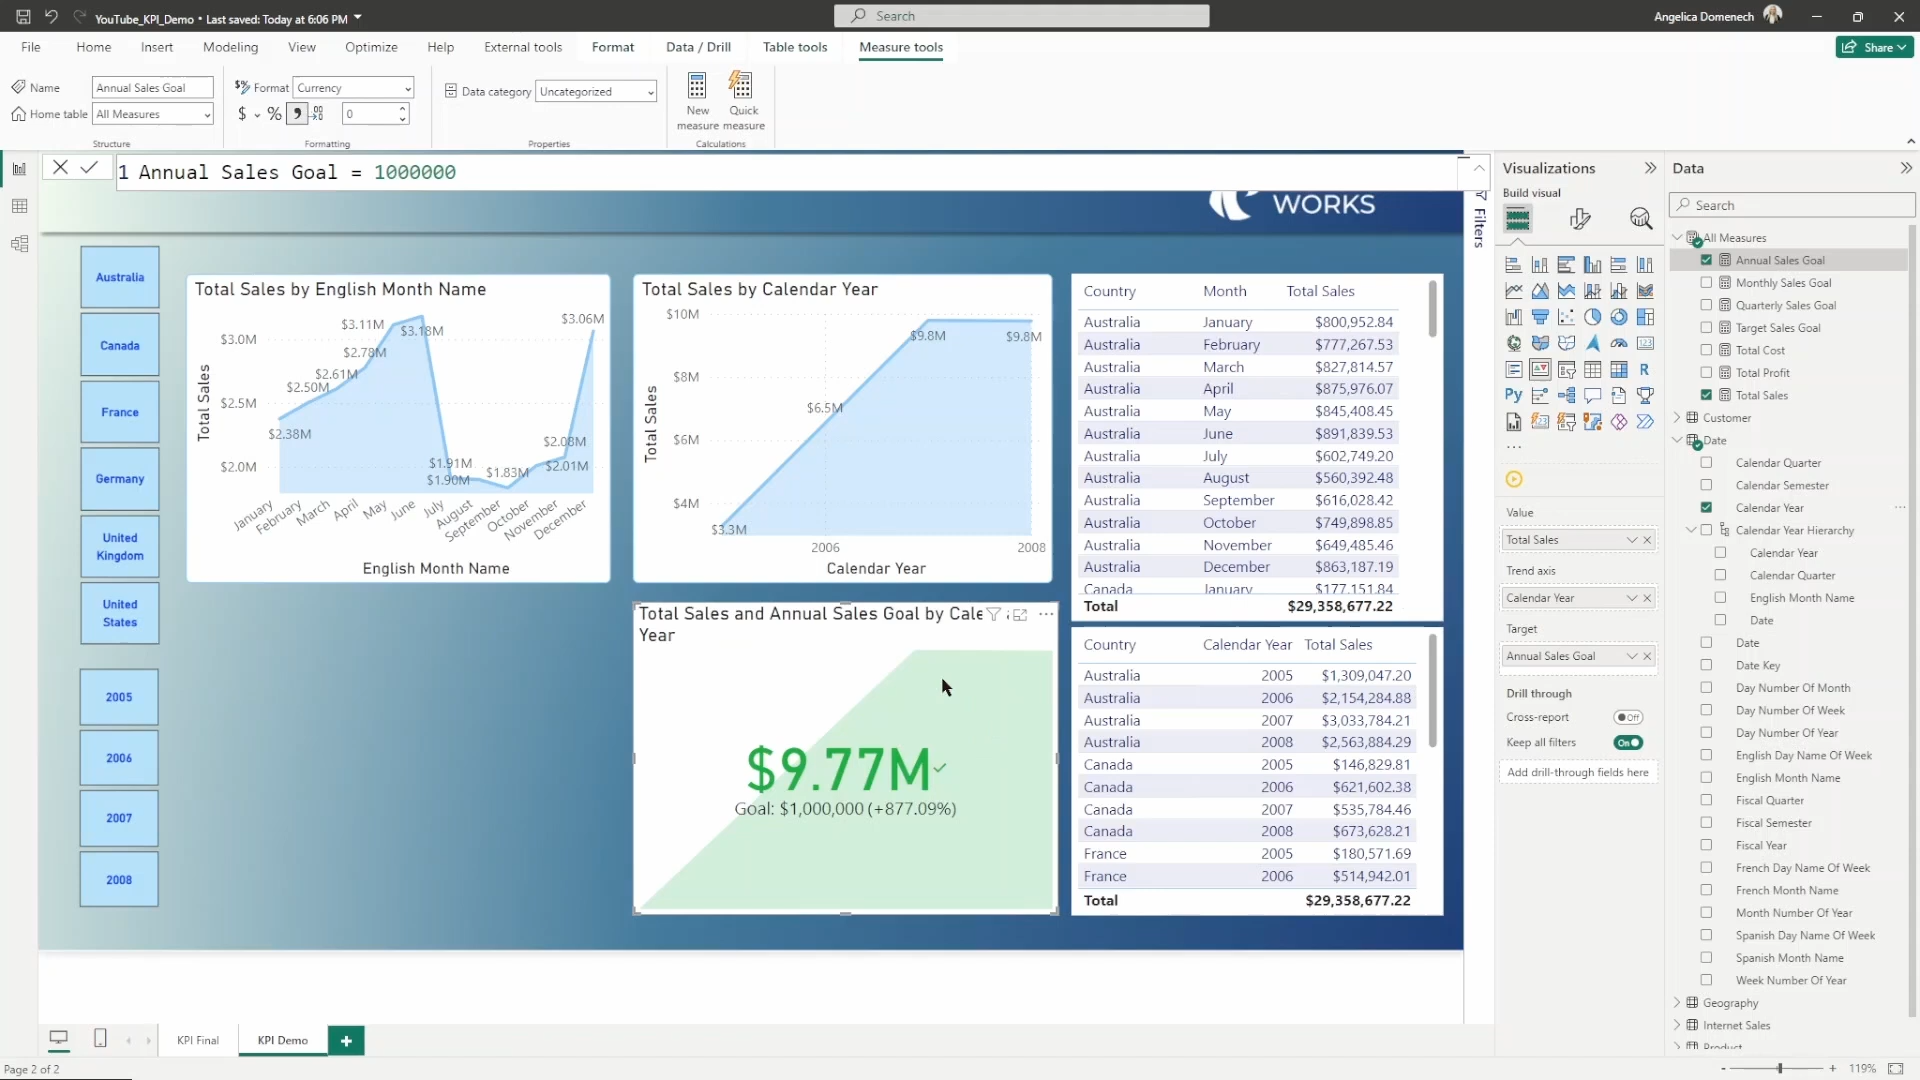 YouTube_KPI_Demo • Last saved: Today at 6:06 PM
Search
Angelica Domenech
File
Home
Insert
Modeling
View
Optimize
Help
External tools
Format
Data / Drill
Table tools
Measure tools
Share
Name
Annual Sales Goal
Home table
All Measures
Structure
Format
Currency
$
%
0
Formatting
Data category
Uncategorized
Properties
New
measure
Quick
measure
Calculations
1 Annual Sales Goal = 1000000
WORKS
Filters
Australia
Canada
France
Germany
United
Kingdom
United
States
2005
2006
2007
2008
Total Sales by English Month Name
Total Sales
$3.0M
$2.5M
$2.0M
$2.38M
$2.50M
$2.61M
$2.78M
$3.11M
$3.18M
$1.91M
$1.90M
$1.83M
$2.01M
$2.08M
$3.06M
January
February
March
April
May
June
July
August
September
October
November
December
English Month Name
Total Sales by Calendar Year
Total Sales
$10M
$8M
$6M
$4M
$3.3M
$6.5M
$9.8M
$9.8M
2006
2008
Calendar Year
Country Month Total Sales
Australia January $800,952.84
Australia February $777,267.53
Australia March $827,814.57
Australia April $875,976.07
Australia May $845,408.45
Australia June $891,839.53
Australia July $602,749.20
Australia August $560,392.48
Australia September $616,028.42
Australia October $749,898.85
Australia November $649,485.46
Australia December $863,187.19
Canada January $177,151.84
Total $29,358,677.22
Total Sales and Annual Sales Goal by Cale
Year
$9.77M
Goal: $1,000,000 (+877.09%)
Country Calendar Year Total Sales
Australia 2005 $1,309,047.20
Australia 2006 $2,154,284.88
Australia 2007 $3,033,784.21
Australia 2008 $2,563,884.29
Canada 2005 $146,829.81
Canada 2006 $621,602.38
Canada 2007 $535,784.46
Canada 2008 $673,628.21
France 2005 $180,571.69
France 2006 $514,942.01
Total $29,358,677.22
Visualizations
Build visual
R
Py
123
Value
Total Sales
Trend axis
Calendar Year
Target
Annual Sales Goal
Drill through
Cross-report
Off
Keep all filters
On
Add drill-through fields here
Data
Search
All Measures
Annual Sales Goal
Monthly Sales Goal
Quarterly Sales Goal
Target Sales Goal
Total Cost
Total Profit
Total Sales
Customer
Date
Calendar Quarter
Calendar Semester
Calendar Year
Calendar Year Hierarchy
Calendar Year
Calendar Quarter
English Month Name
Date
Date
Date Key
Day Number Of Month
Day Number Of Week
Day Number Of Year
English Day Name Of Week
English Month Name
Fiscal Quarter
Fiscal Semester
Fiscal Year
French Day Name Of Week
French Month Name
Month Number Of Year
Spanish Day Name Of Week
Spanish Month Name
Week Number Of Year
Geography
Internet Sales
Product
KPI Final
KPI Demo
+
Page 2 of 2
- + 119%